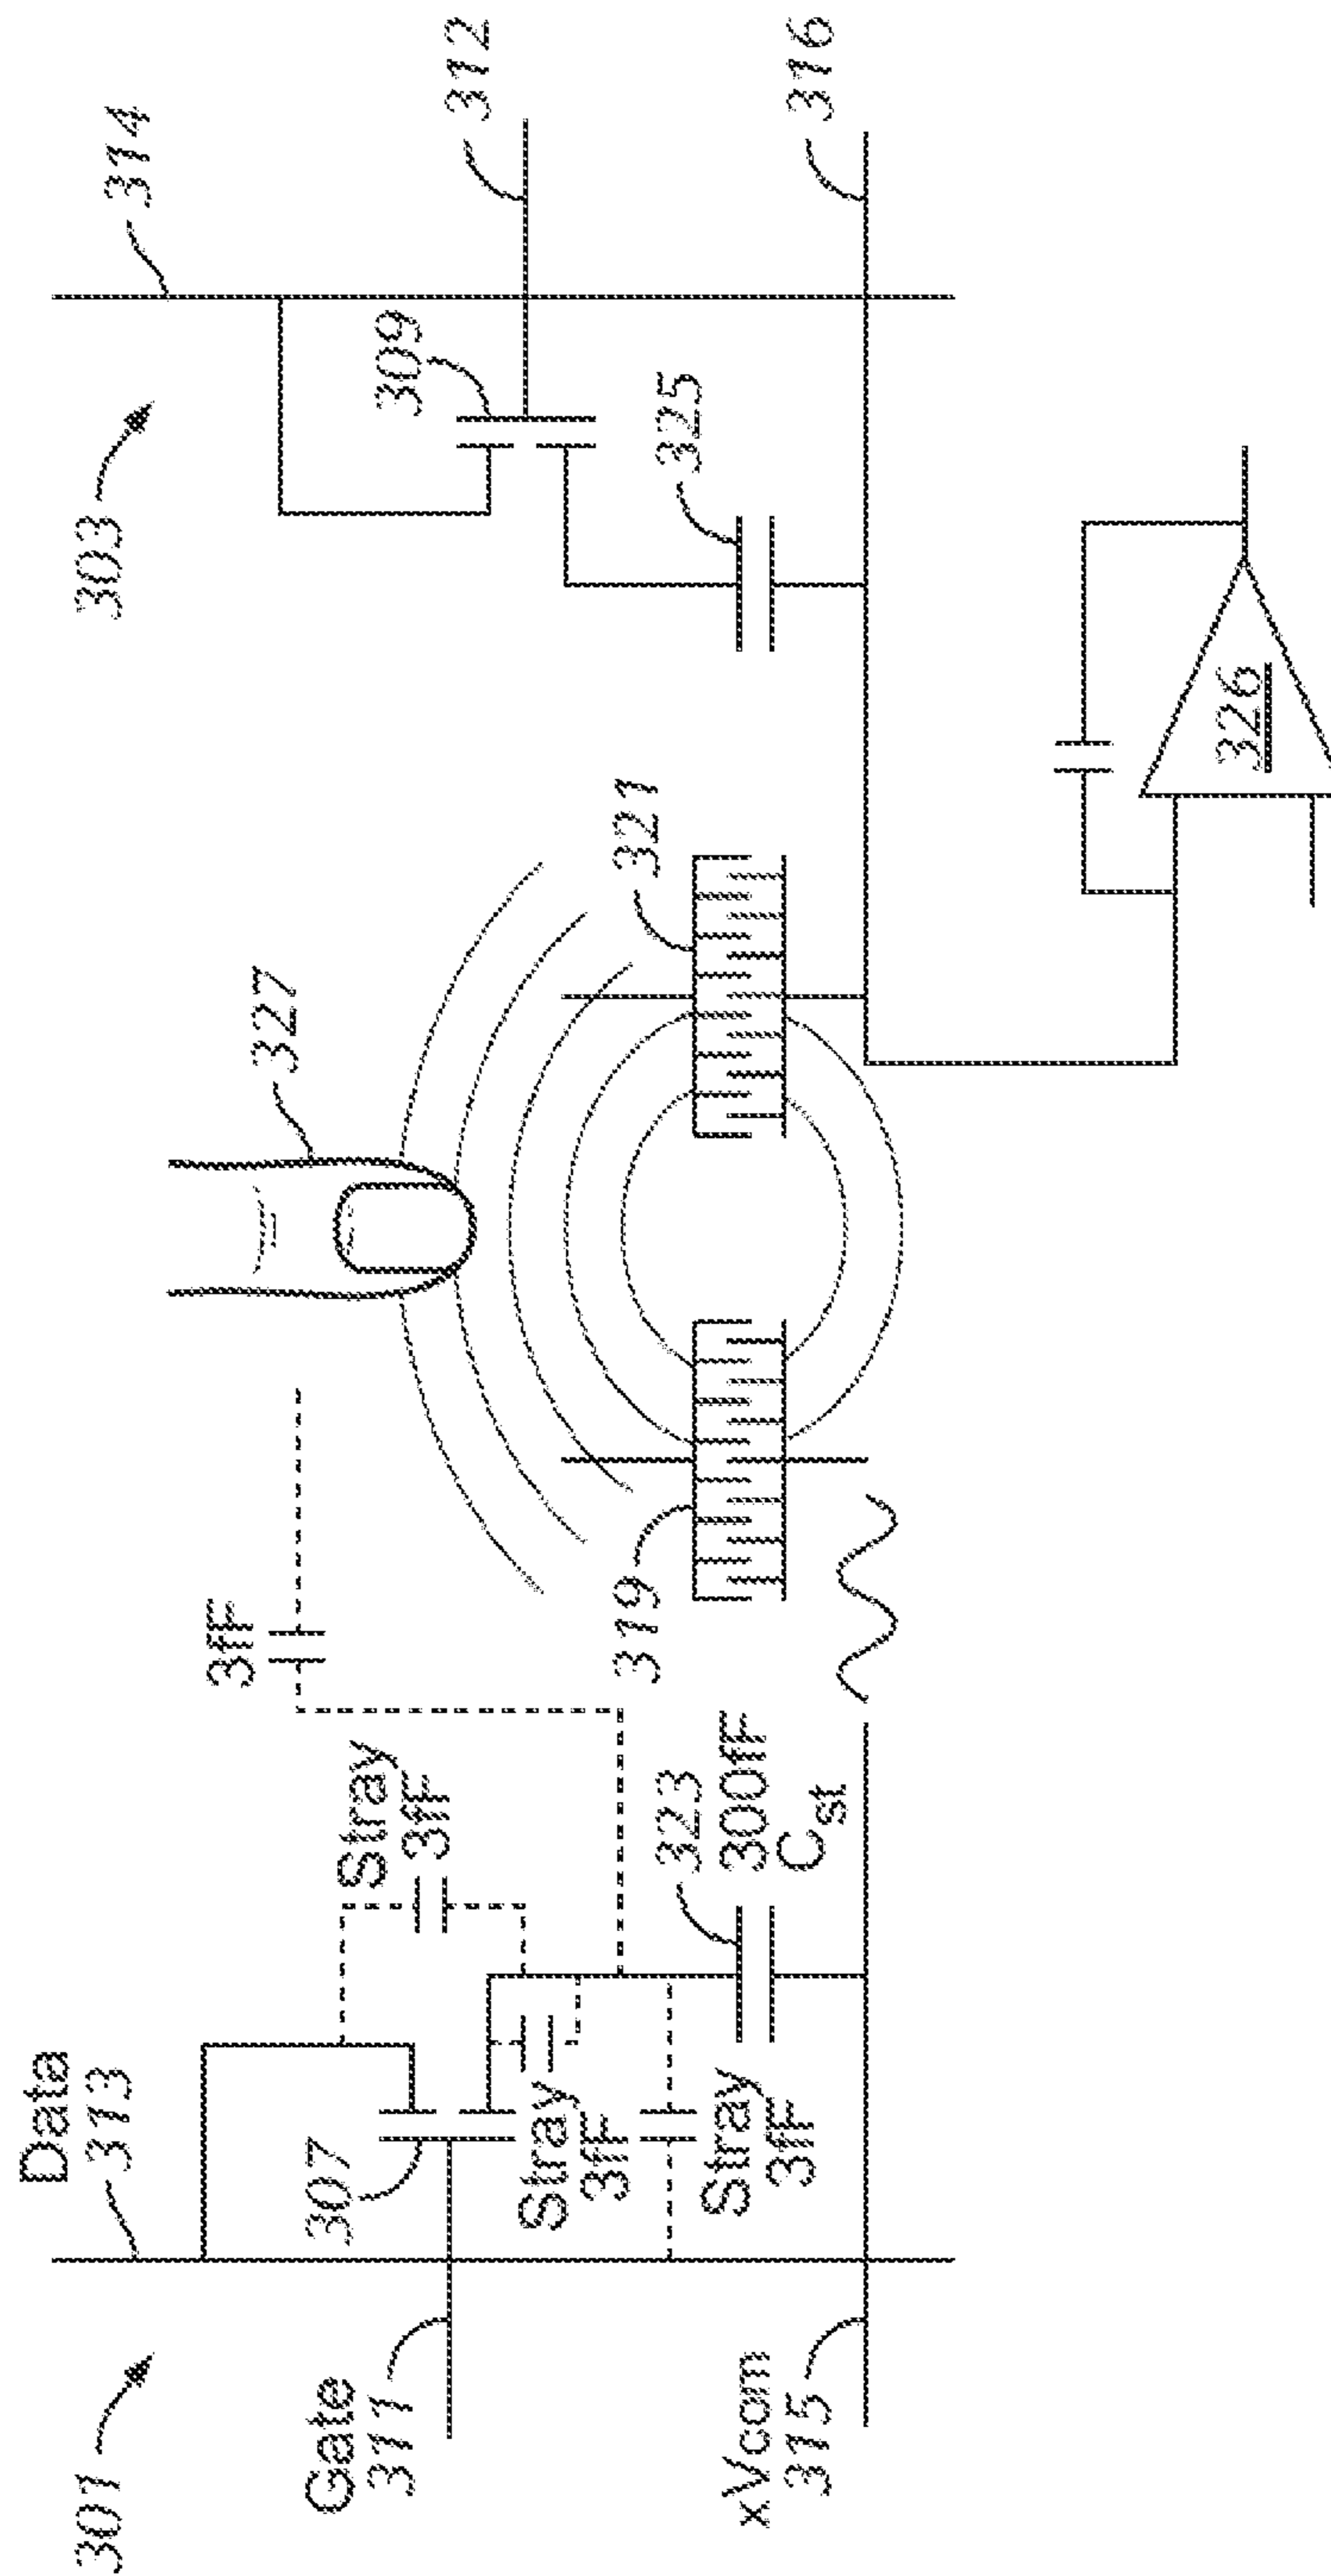 301
Data
313
Gate
311
307
Stray
3fF
Stray
3fF
Stray
3fF
3fF
xVcom
315
323
300fF
Cst
319
327
321
303
314
309
312
325
316
326